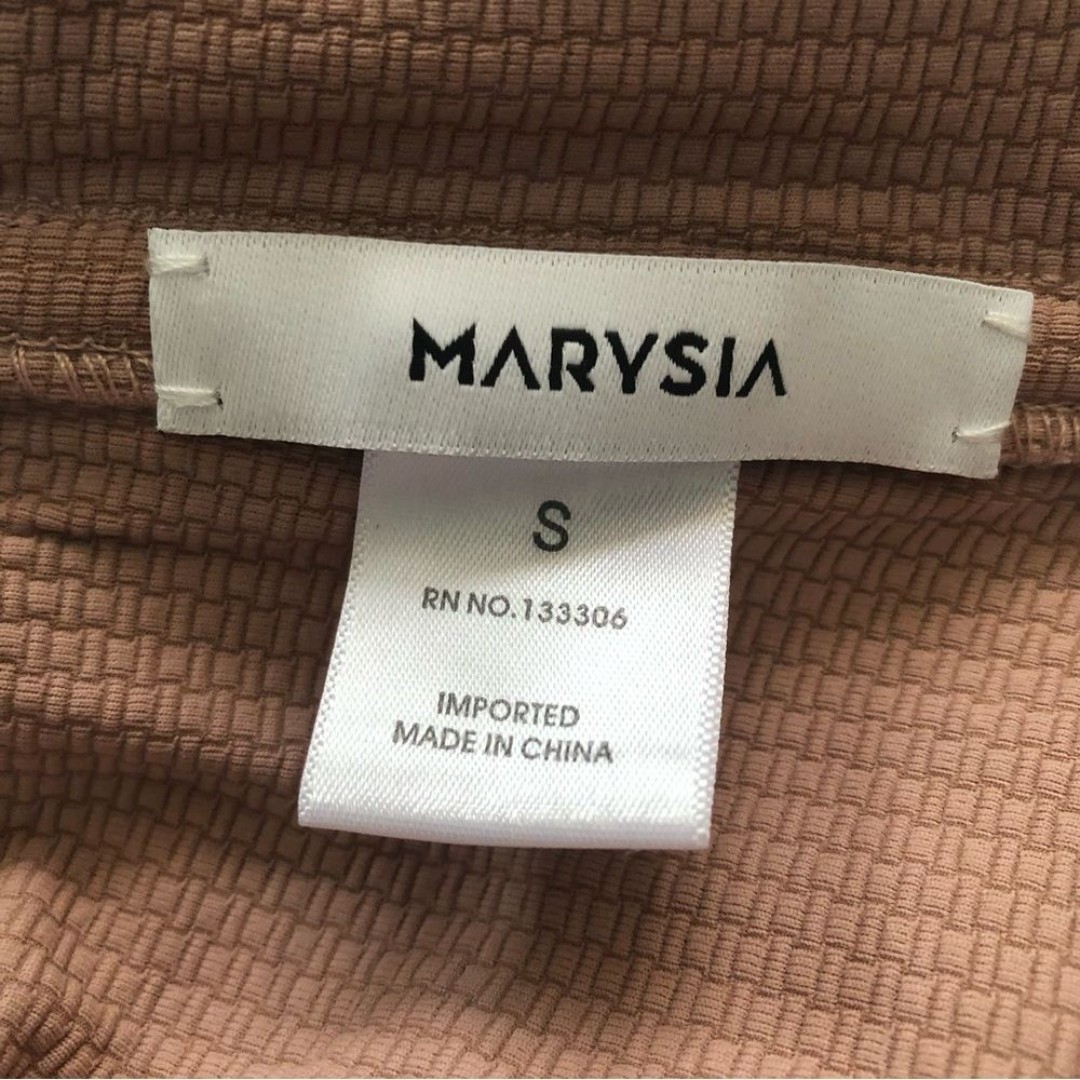 MARYSIA
S
RN NO.133306
IMPORTED
MADE IN CHINA